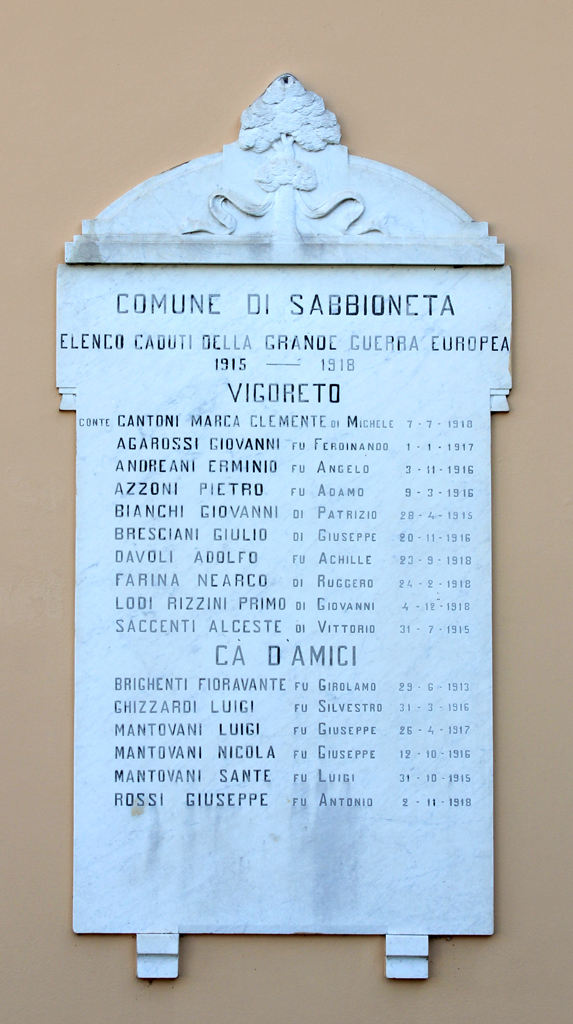 COMUNE DI SABBIONETA
ELENCO CADUTI DELLA GRANDE GUERRA EUROPEA
1915 — 1918
VIGORETO
CONTE CANTONI MARCA CLEMENTE DI MICHELE 7-7-1918
AGAROSSI GIOVANNI FU FERDINANDO 1-1-1917
ANDREANI ERMINIO FU ANGELO 3-11-1916
AZZONI PIETRO FU ADAMO 9-3-1916
BIANCHI GIOVANNI DI PATRIZIO 28-4-1915
BRESCIANI GIULIO DI GIUSEPPE 20-11-1916
DAVOLI ADOLFO FU ACHILLE 23-9-1918
FARINA NEARCO DI RUGGERO 24-2-1918
LODI RIZZINI PRIMO DI GIOVANNI 4-12-1918
SACCENTI ALCESTE DI VITTORIO 31-7-1915
CÀ D'AMICI
BRIGHENTI FIORAVANTE FU GIROLAMO 29-6-1913
GHIZZARDI LUIGI FU SILVESTRO 31-3-1916
MANTOVANI LUIGI FU GIUSEPPE 26-4-1917
MANTOVANI NICOLA FU GIUSEPPE 12-10-1916
MANTOVANI SANTE FU LUIGI 31-10-1915
ROSSI GIUSEPPE FU ANTONIO 2-11-1918